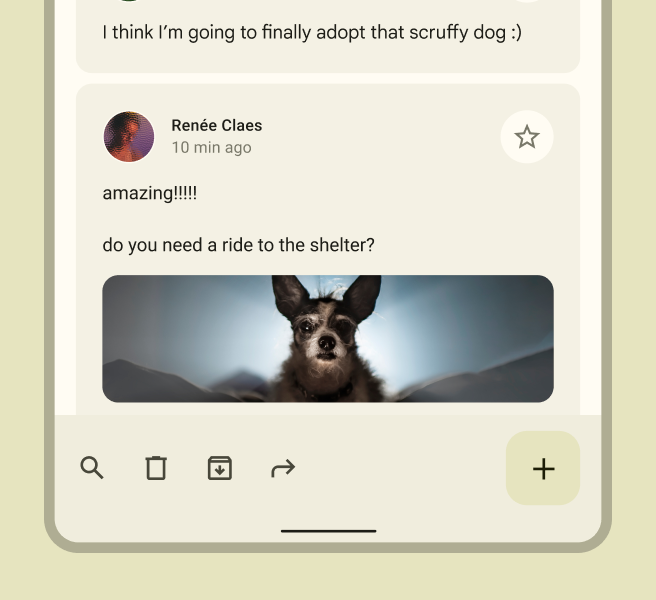 I think I’m going to finally adopt that scruffy dog :)
Renée Claes
10 min ago
amazing!!!!!
do you need a ride to the shelter?